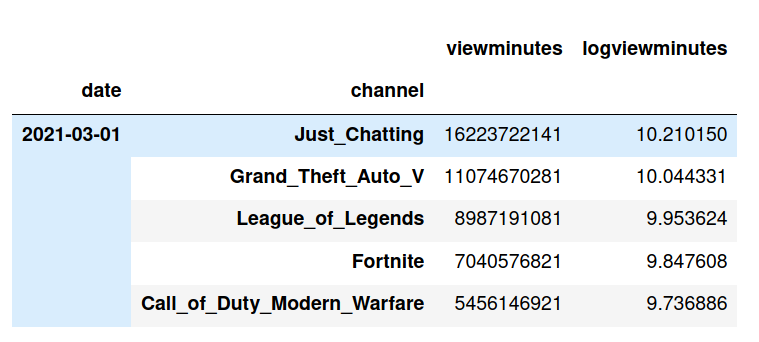 viewminutes logviewminutes
date channel
2021-03-01 Just_Chatting 16223722141 10.210150
Grand_Theft_Auto_V 11074670281 10.044331
League_of_Legends 8987191081 9.953624
Fortnite 7040576821 9.847608
Call_of_Duty_Modern_Warfare 5456146921 9.736886